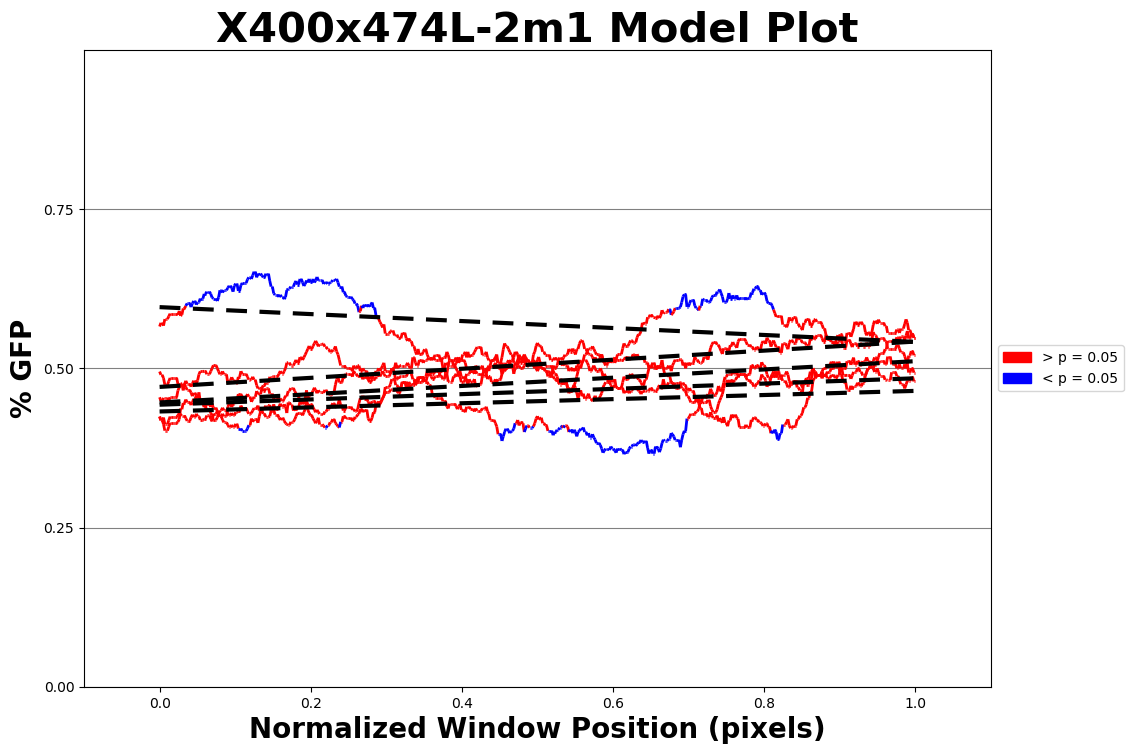 X400x474L-2m1 Model Plot
% GFP
0.75
0.50
0.25
0.00
0.0 0.2 0.4 0.6 0.8 1.0
Normalized Window Position (pixels)
> p = 0.05
< p = 0.05